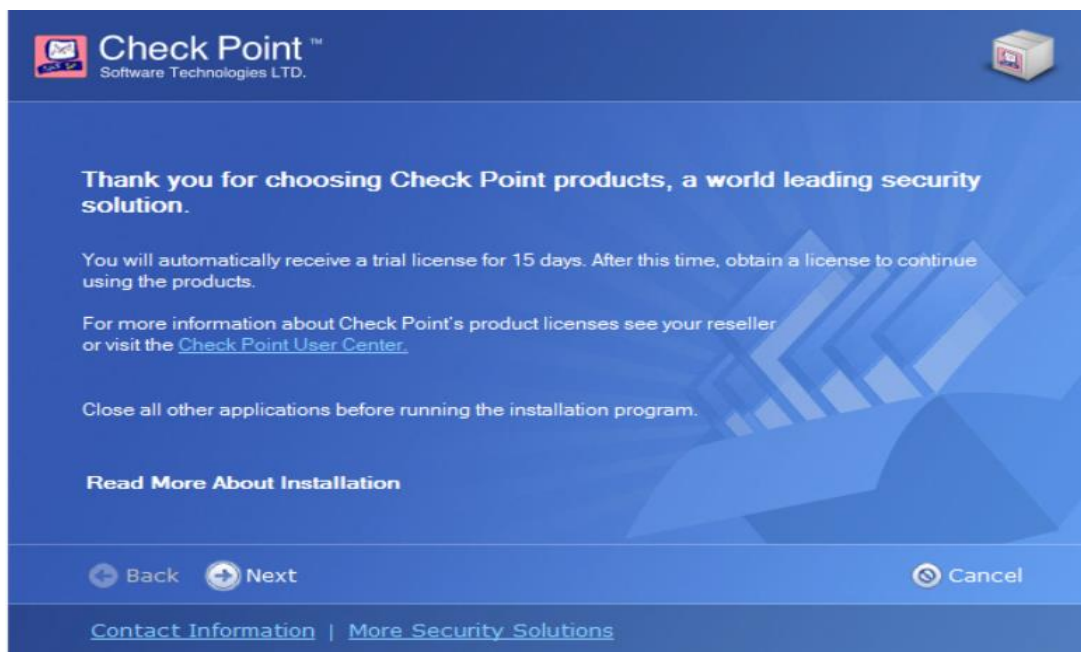 Check Point ™
Software Technologies LTD.
Thank you for choosing Check Point products, a world leading security
solution.
You will automatically receive a trial license for 15 days. After this time, obtain a license to continue
using the products.
For more information about Check Point's product licenses see your reseller
or visit the Check Point User Center.
Close all other applications before running the installation program.
Read More About Installation
Back Next Cancel
Contact Information | More Security Solutions